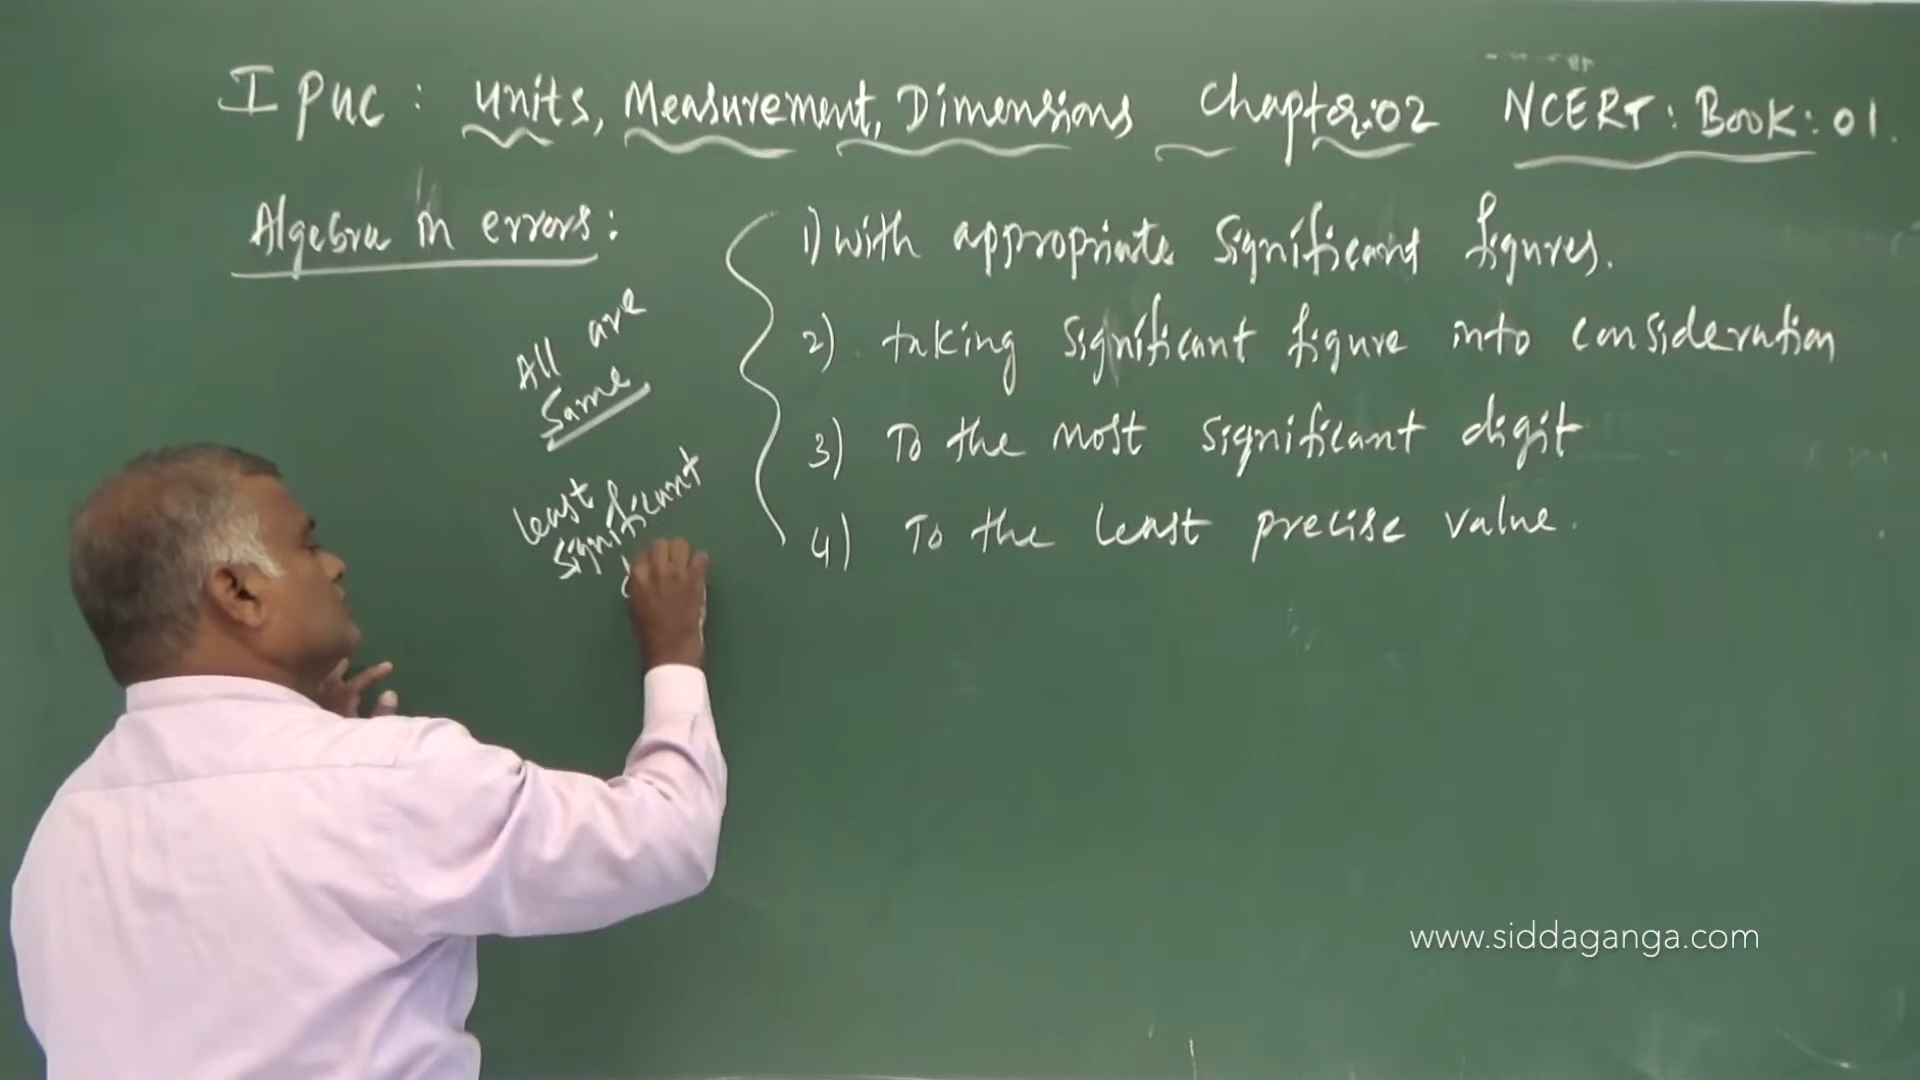 I PUC : units, Measurement, Dimensions Chapter:02 NCERT: Book: 01.
Algebra in errors:
1) with appropriate significant figures.
2) taking significant figure into consideration
3) To the most significant digit
4) To the least precise value.
All are
Same
least
significant
www.siddaganga.com